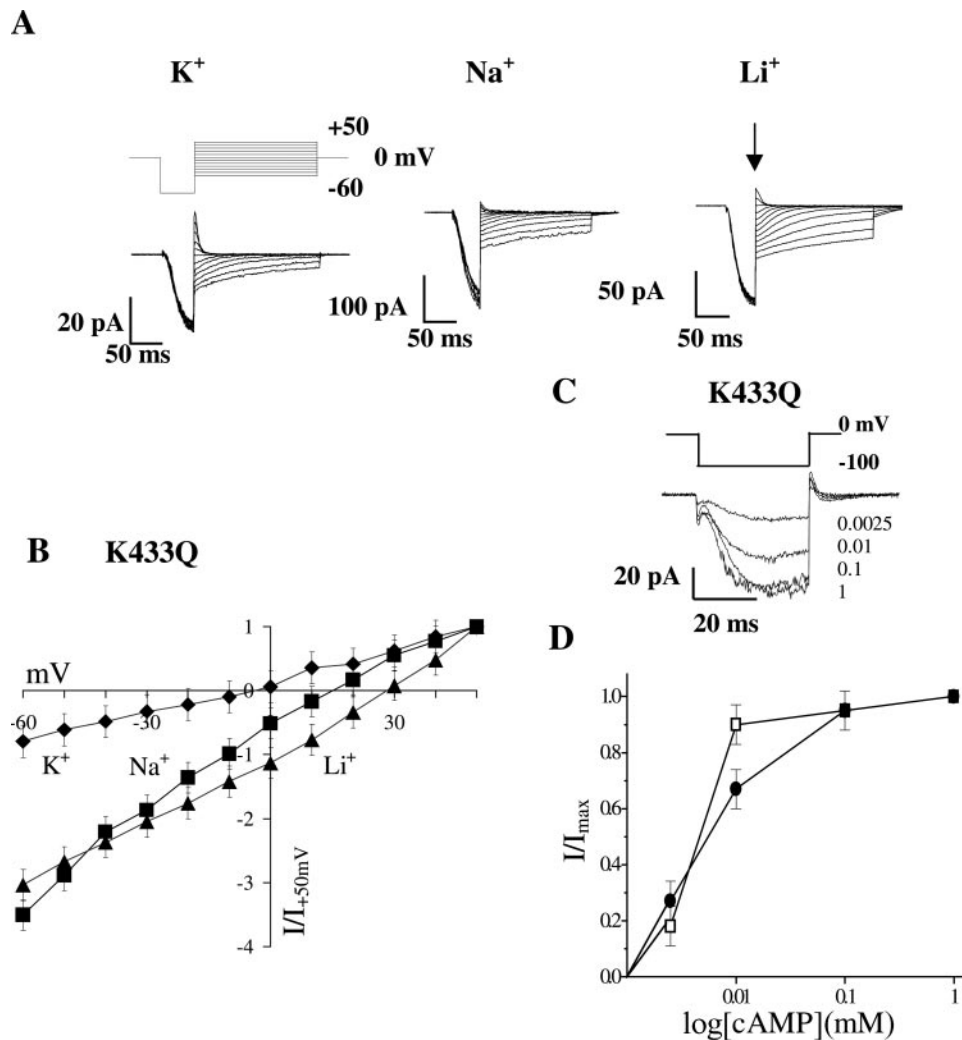 A
K+
Na+
Li+
+50
0 mV
-60
20 pA
50 ms
100 pA
50 ms
50 pA
50 ms
C
K433Q
0 mV
-100
0.0025
0.01
0.1
1
20 pA
20 ms
B K433Q
mV
1
0
-60
-30
30
-1
-2
-3
-4
K+
Na+
Li+
I/I+50mV
D
1.0
0.8
0.6
0.4
0.2
0.0
I/Imax
0.01
0.1
1
log[cAMP](mM)